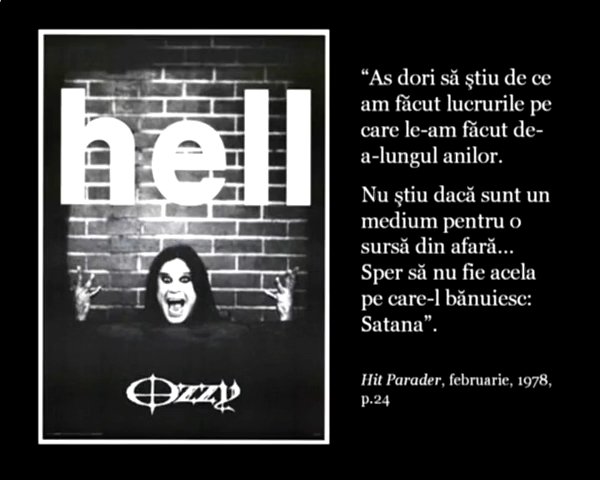 hell
Ozzy
“As dori să ştiu de ce
am făcut lucrurile pe
care le-am făcut de-
a-lungul anilor.
Nu ştiu dacă sunt un
medium pentru o
sursă din afară...
Sper să nu fie acela
pe care-l bănuiesc:
Satana”.
Hit Parader, februarie, 1978,
p.24